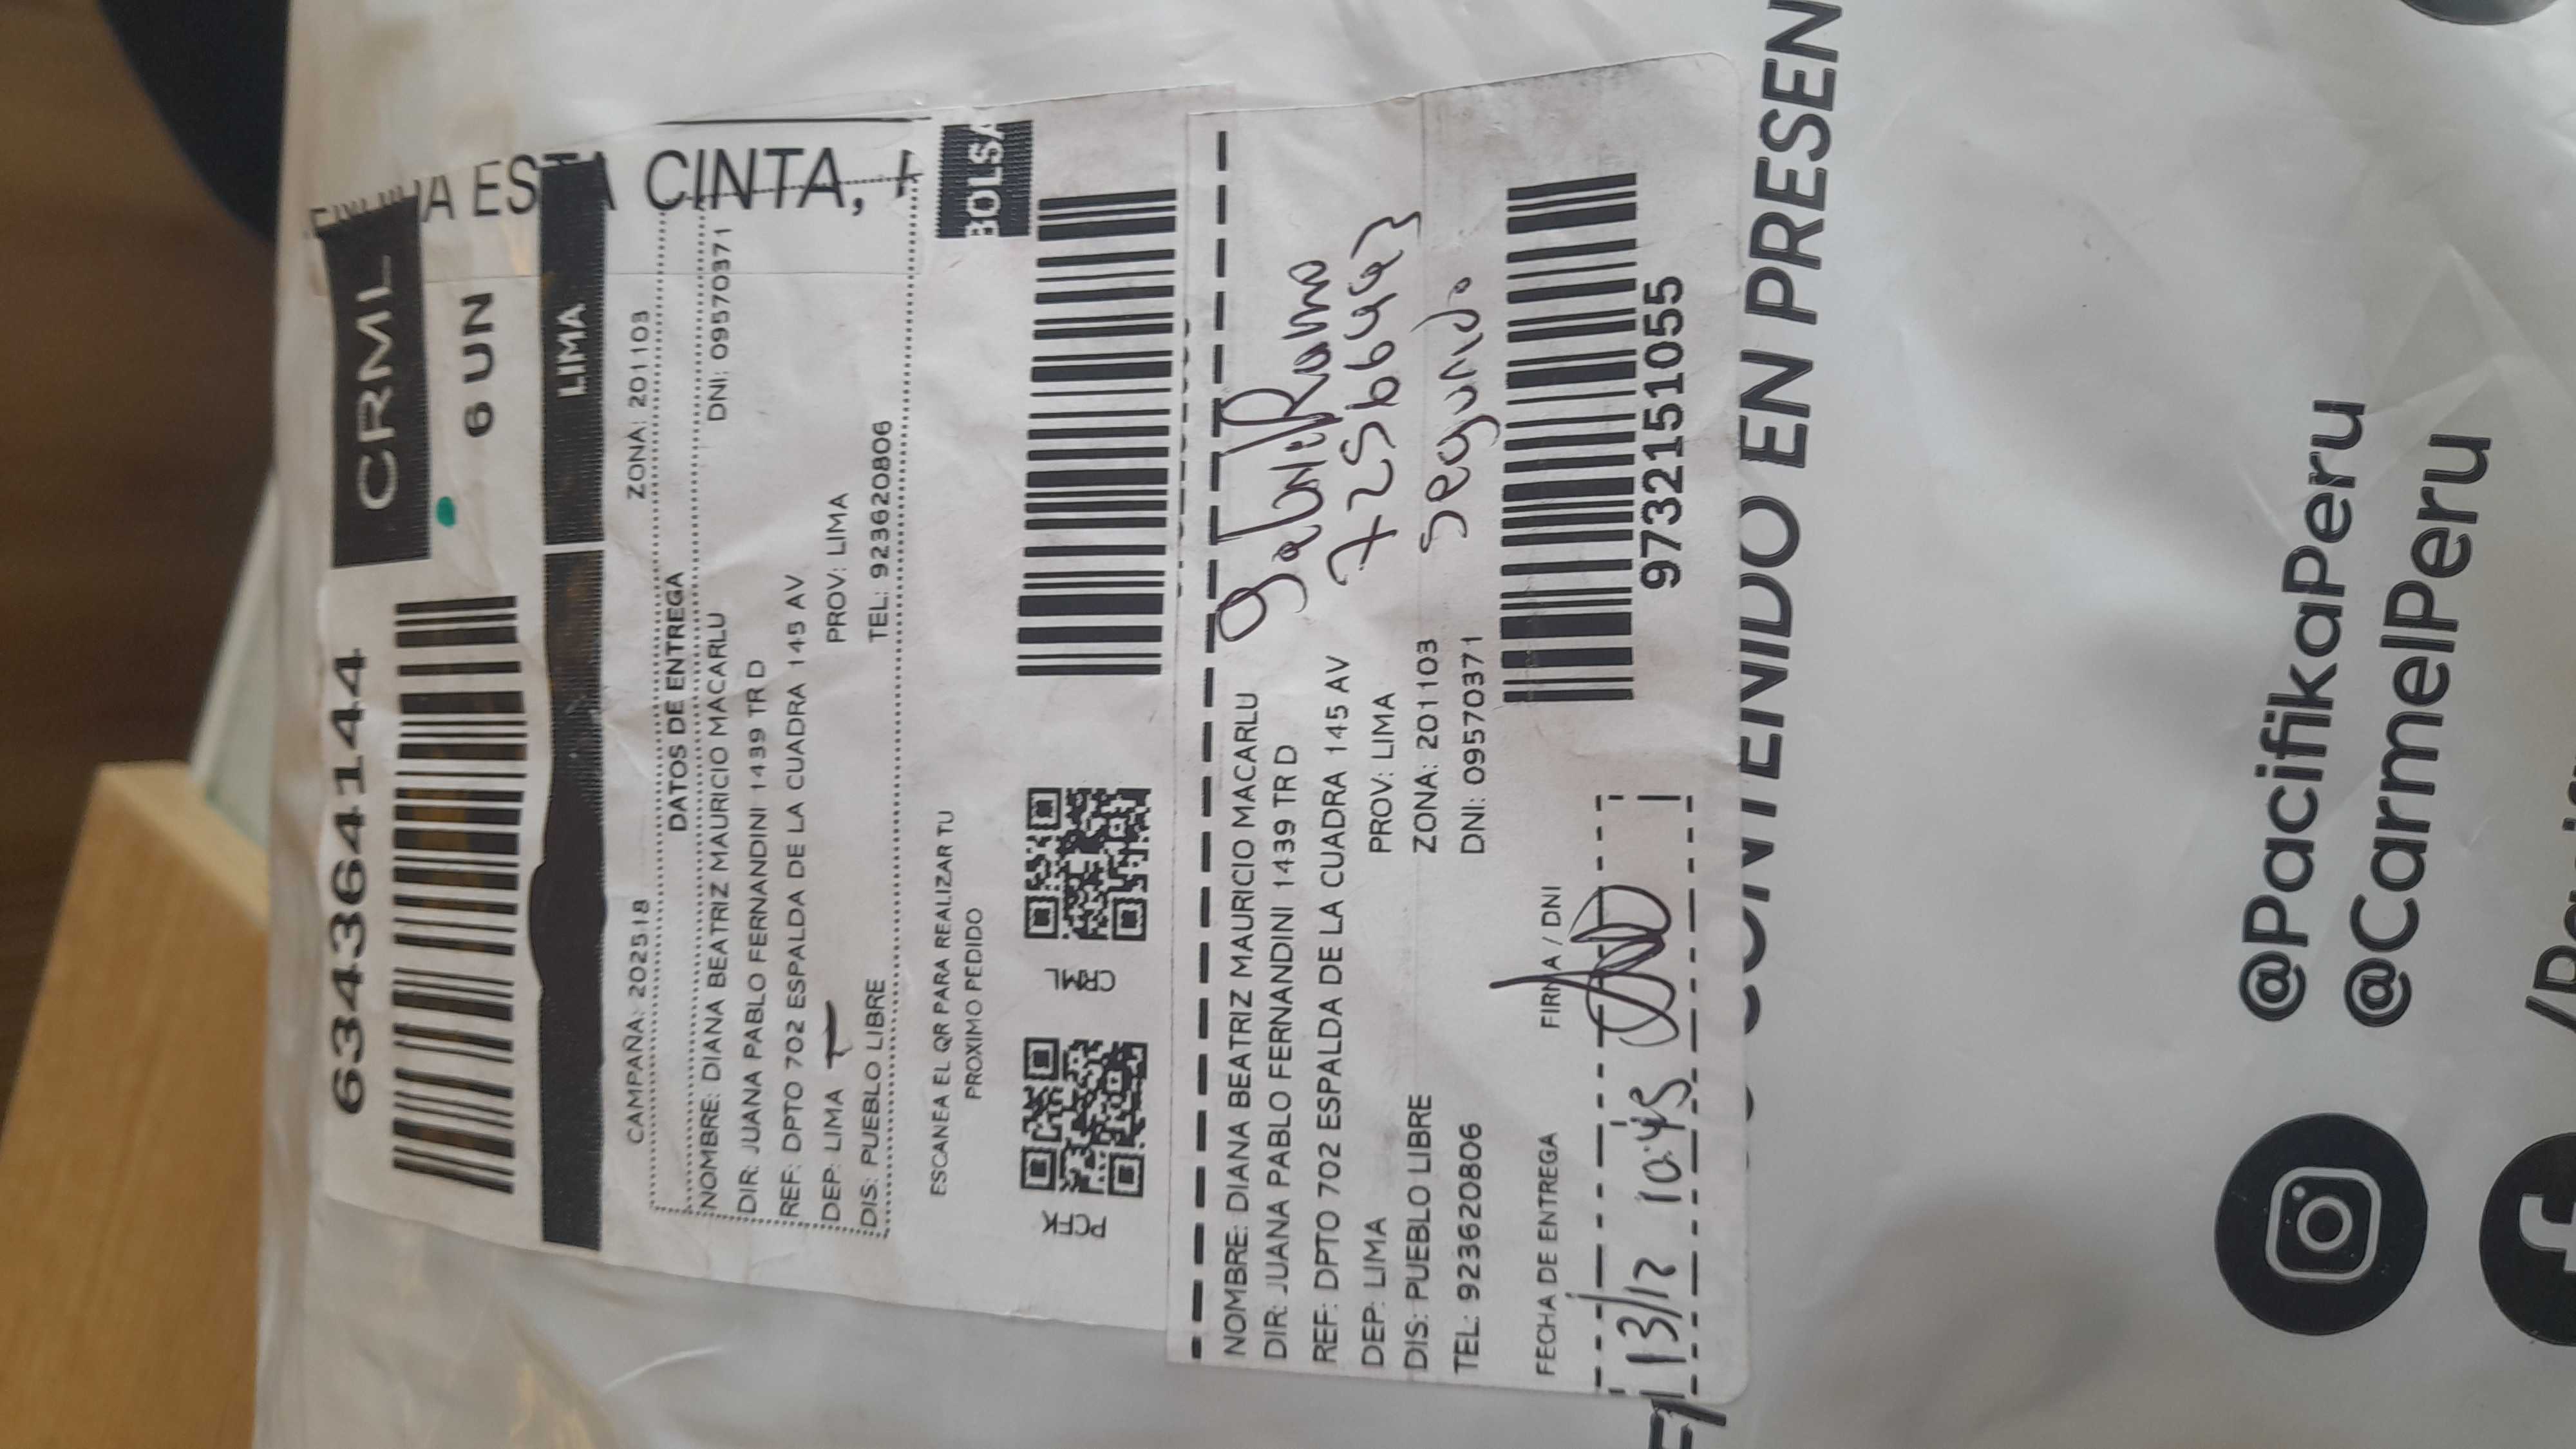 634364144
CRML
6 UN
LIMA
A ESTA CINTA,
CAMPAÑA: 202518
ZONA: 201103
DATOS DE ENTREGA
NOMBRE: DIANA BEATRIZ MAURICIO MACARLU
DNI: 09570371
DIR: JUANA PABLO FERNANDINI 1439 TR D
REF: DPTO 702 ESPALDA DE LA CUADRA 145 AV
DEP: LIMA
PROV: LIMA
DIS: PUEBLO LIBRE
TEL: 923620806
ESCANEA EL QR PARA REALIZAR TU
PROXIMO PEDIDO
BOLSA
NOMBRE: DIANA BEATRIZ MAURICIO MACARLU
DIR: JUANA PABLO FERNANDINI 1439 TR D
REF: DPTO 702 ESPALDA DE LA CUADRA 145 AV
DEP: LIMA
PROV: LIMA
DIS: PUEBLO LIBRE
ZONA: 201103
TEL: 923620806
DNI: 09570371
Segundo
FECHA DE ENTREGA
FIRMA / DNI
13/12 10:45
973215151055
CONTENIDO EN PRESEN
@PacifikaPeru
@CarmelPeru